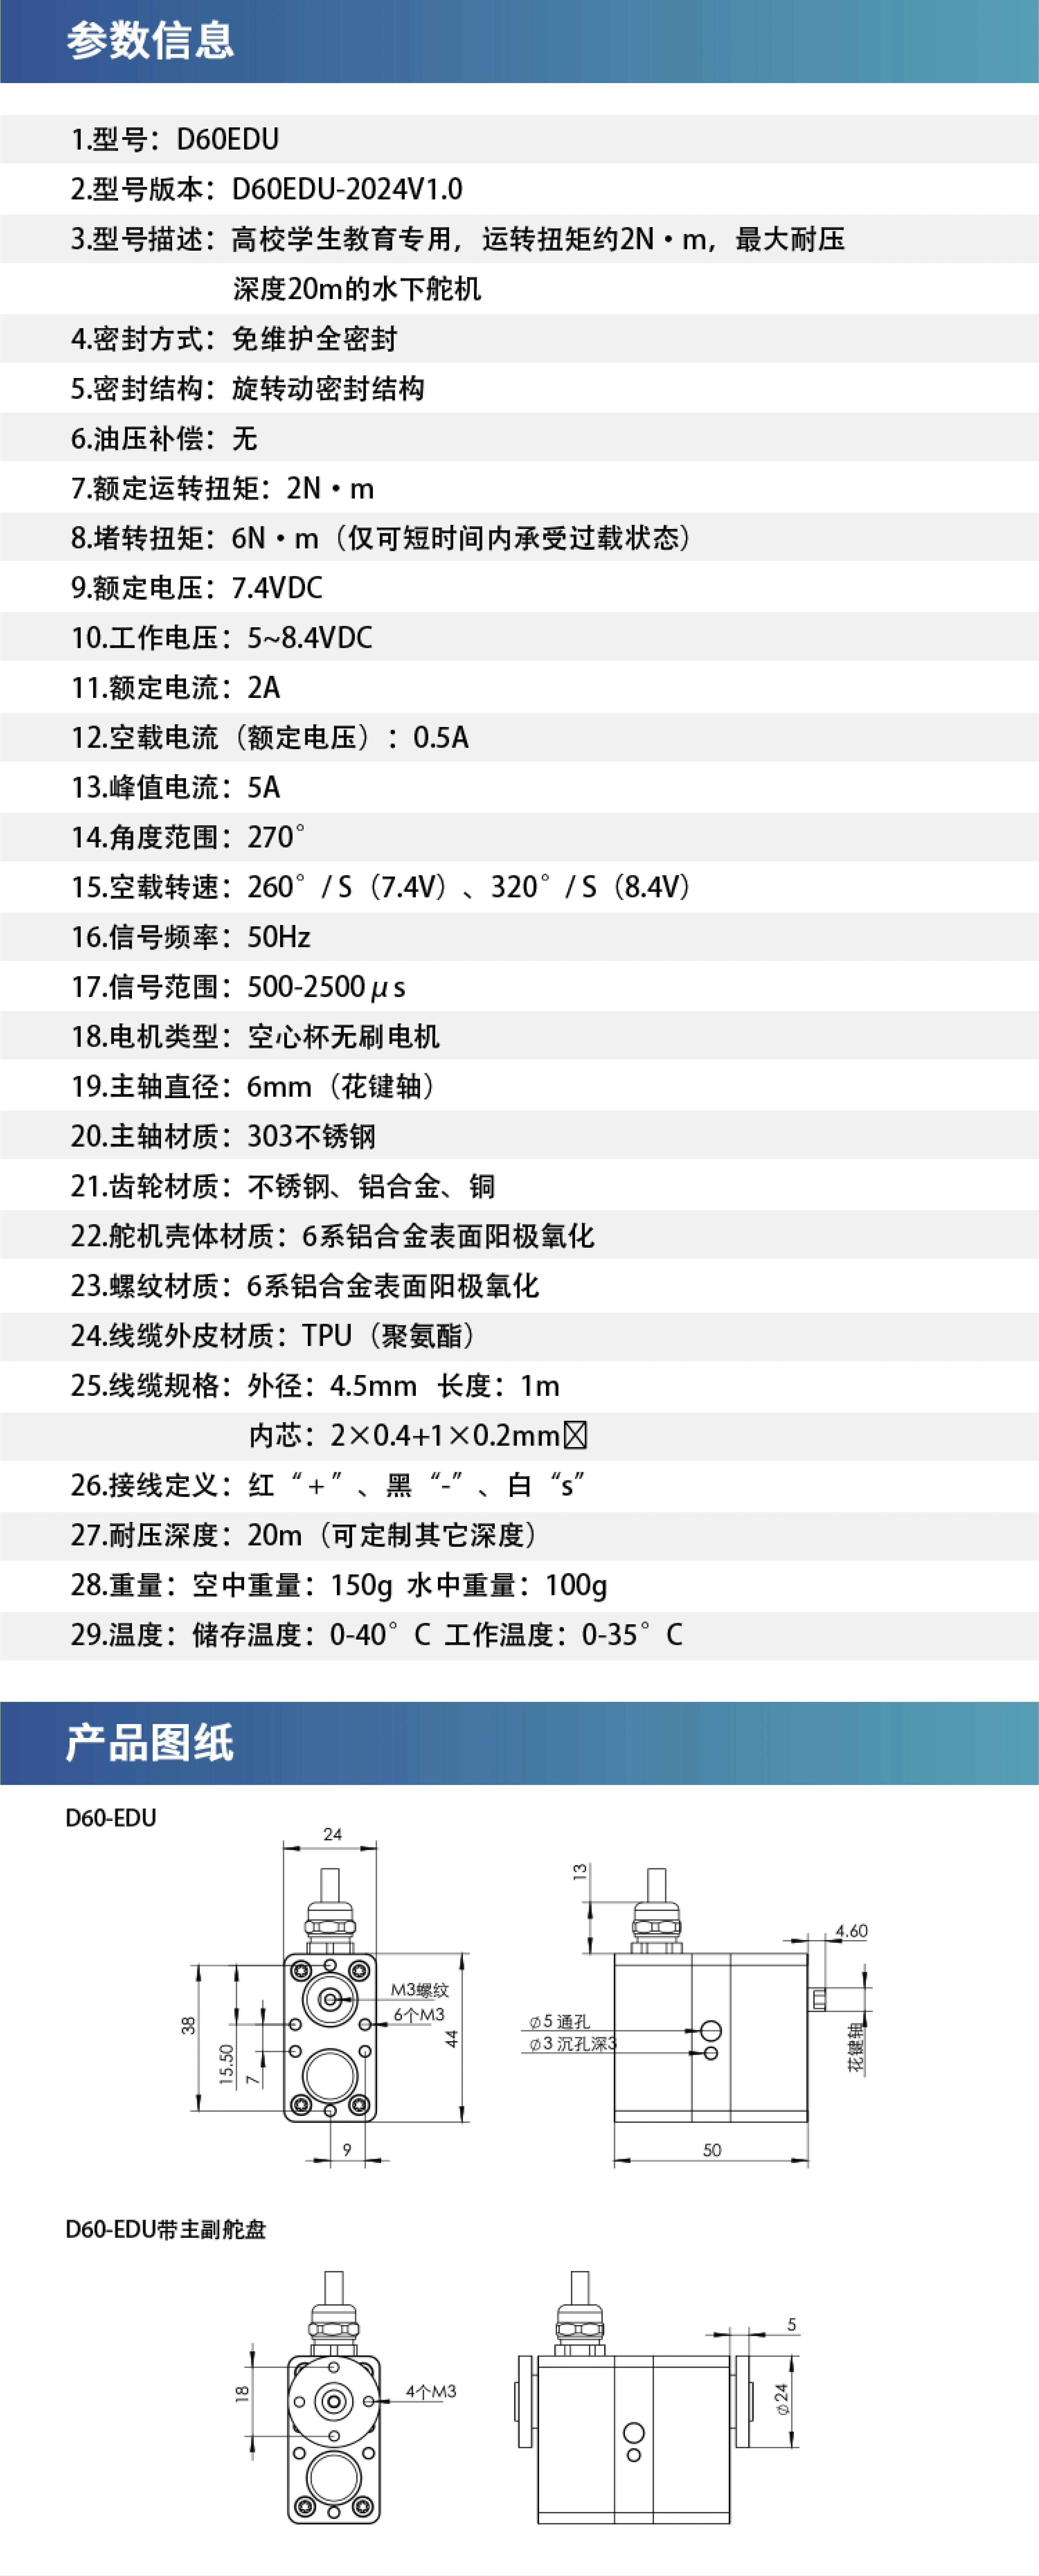 参数信息
1.型号：D60EDU
2.型号版本：D60EDU-2024V1.0
3.型号描述：高校学生教育专用，运转扭矩约2N·m，最大耐压
深度20m的水下舵机
4.密封方式：免维护全密封
5.密封结构：旋转动密封结构
6.油压补偿：无
7.额定运转扭矩：2N·m
8.堵转扭矩：6N·m（仅可短时间内承受过载状态）
9.额定电压：7.4VDC
10.工作电压：5~8.4VDC
11.额定电流：2A
12.空载电流（额定电压）：0.5A
13.峰值电流：5A
14.角度范围：270°
15.空载转速：260°/S（7.4V）、320°/S（8.4V）
16.信号频率：50Hz
17.信号范围：500-2500μs
18.电机类型：空心杯无刷电机
19.主轴直径：6mm（花键轴）
20.主轴材质：303不锈钢
21.齿轮材质：不锈钢、铝合金、铜
22.舵机壳体材质：6系铝合金表面阳极氧化
23.螺纹材质：6系铝合金表面阳极氧化
24.线缆外皮材质：TPU（聚氨酯）
25.线缆规格：外径：4.5mm 长度：1m
内芯：2×0.4+1×0.2mm
26.接线定义：红“+”、黑“-”、白“s”
27.耐压深度：20m（可定制其它深度）
28.重量：空中重量：150g 水中重量：100g
29.温度：储存温度：0-40°C 工作温度：0-35°C
产品图纸
D60-EDU
24
13
4.60
M3螺纹
6个M3
38
15.50
7
44
9
∅5 通孔
∅3 沉孔深3
花键轴
50
D60-EDU带主副舵盘
18
4个M3
5
∅24